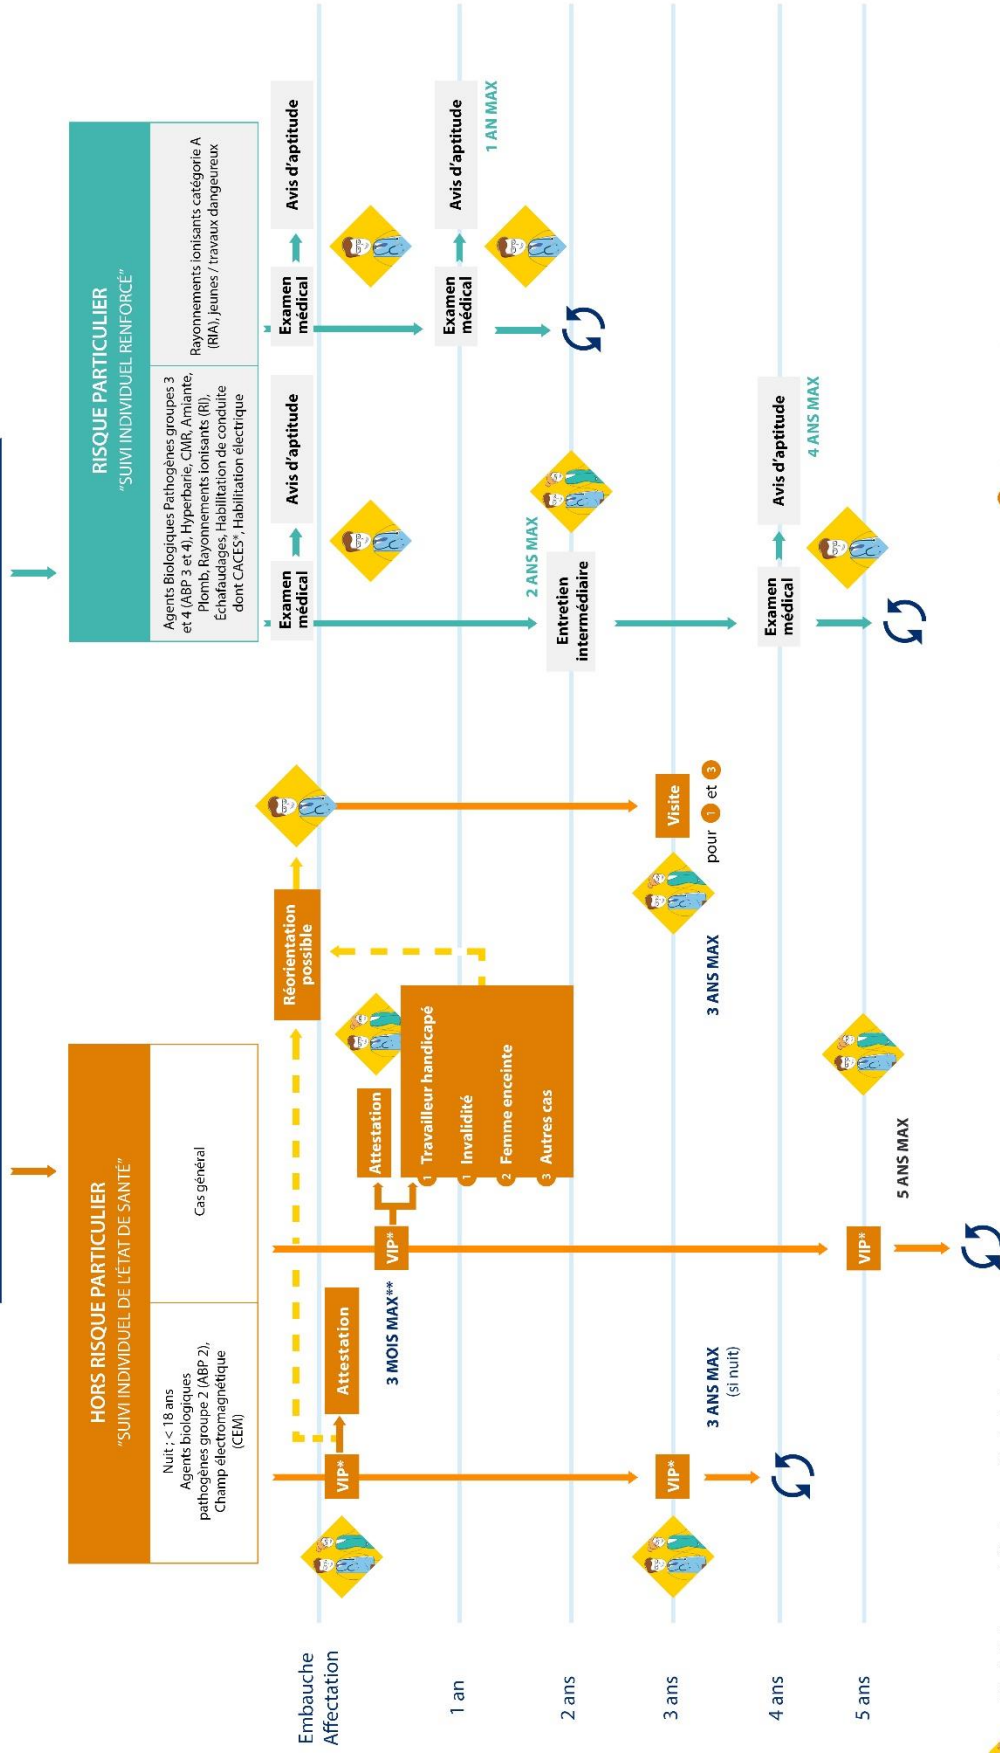 HORS RISQUE PARTICULIER
"SUIVI INDIVIDUEL DE L'ÉTAT DE SANTÉ"
Nuit ; < 18 ans
Agents biologiques
pathogènes groupe 2 (ABP 2),
Champ électromagnétique
(CEM)
Cas général
RISQUE PARTICULIER
"SUIVI INDIVIDUEL RENFORCÉ"
Agents Biologiques Pathogènes groupes 3
et 4 (ABP 3 et 4), Hyperbarie, CMR, Amiante,
Plomb, Rayonnements ionisants (RI),
Échafaudages, Habilitation de conduite
dont CACES*, Habilitation électrique
Rayonnements ionisants catégorie A
(RIA), jeunes / travaux dangeureux
Embauche
Affectation
VIP*
Attestation
3 MOIS MAX**
VIP*
Attestation
1 Travailleur handicapé
1 Invalidité
2 Femme enceinte
3 Autres cas
Réorientation
possible
Examen
médical
Avis d'aptitude
Examen
médical
Avis d'aptitude
1 an
Examen
médical
Avis d'aptitude
1 AN MAX
2 ans
Entretien
intermédiaire
2 ANS MAX
3 ans
VIP*
3 ANS MAX
(si nuit)
3 ANS MAX
Visite
pour 1 et 3
4 ans
Examen
médical
Avis d'aptitude
4 ANS MAX
5 ans
VIP*
5 ANS MAX